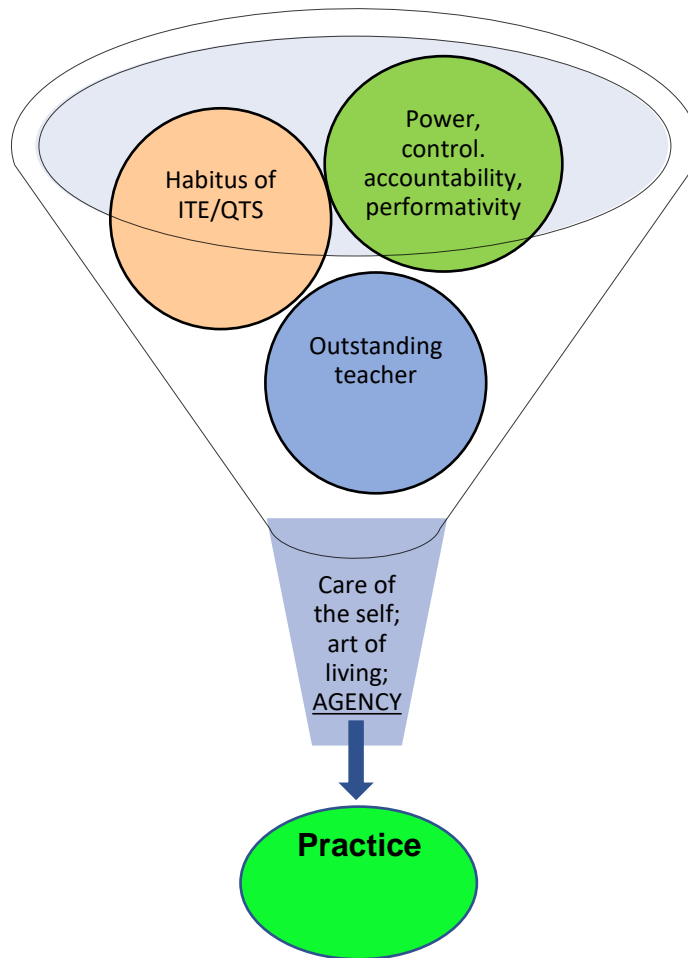 Habitus of
ITE/QTS
Power,
control.
accountability,
performativity
Outstanding
teacher
Care of
the self;
art of
living;
AGENCY
Practice